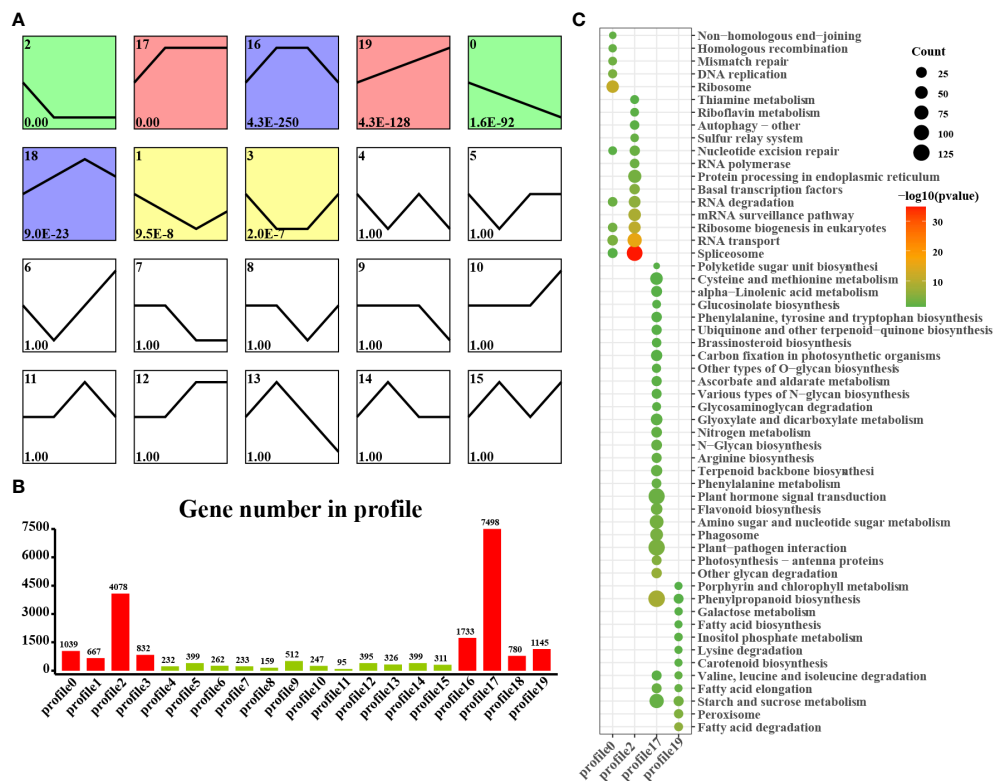 A
2
0.00
17
0.00
16
4.3E-250
19
4.3E-128
0
1.6E-92
18
9.0E-23
1
9.5E-8
3
2.0E-7
4
1.00
5
1.00
6
1.00
7
1.00
8
1.00
9
1.00
10
1.00
11
1.00
12
1.00
13
1.00
14
1.00
15
1.00
B
Gene number in profile
7500
6000
4500
3000
1500
0
1039
667
4078
832
232
399
262
233
159
512
247
95
395
326
399
311
1733
7498
780
1145
profile0
profile1
profile2
profile3
profile4
profile5
profile6
profile7
profile8
profile9
profile10
profile11
profile12
profile13
profile14
profile15
profile16
profile17
profile18
profile19
C
Non−homologous end−joining
Homologous recombination
Mismatch repair
DNA replication
Ribosome
Thiamine metabolism
Riboflavin metabolism
Autophagy − other
Sulfur relay system
Nucleotide excision repair
RNA polymerase
Protein processing in endoplasmic reticulum
Basal transcription factors
RNA degradation
mRNA surveillance pathway
Ribosome biogenesis in eukaryotes
RNA transport
Spliceosome
Polyketide sugar unit biosynthesis
Cysteine and methionine metabolism
alpha−Linolenic acid metabolism
Glucosinolate biosynthesis
Phenylalanine, tyrosine and tryptophan biosynthesis
Ubiquinone and other terpenoid−quinone biosynthesis
Brassinosteroid biosynthesis
Carbon fixation in photosynthetic organisms
Other types of O−glycan biosynthesis
Ascorbate and aldarate metabolism
Various types of N−glycan biosynthesis
Glycosaminoglycan degradation
Glyoxylate and dicarboxylate metabolism
Nitrogen metabolism
N−Glycan biosynthesis
Arginine biosynthesis
Terpenoid backbone biosynthesi
Phenylalanine metabolism
Plant hormone signal transduction
Flavonoid biosynthesis
Amino sugar and nucleotide sugar metabolism
Phagosome
Plant−pathogen interaction
Photosynthesis − antenna proteins
Other glycan degradation
Porphyrin and chlorophyll metabolism
Phenylpropanoid biosynthesis
Galactose metabolism
Fatty acid biosynthesis
Inositol phosphate metabolism
Lysine degradation
Carotenoid biosynthesis
Valine, leucine and isoleucine degradation
Fatty acid elongation
Starch and sucrose metabolism
Peroxisome
Fatty acid degradation
profile0
profile2
profile17
profile19
Count
25
50
75
100
125
−log10(pvalue)
30
20
10